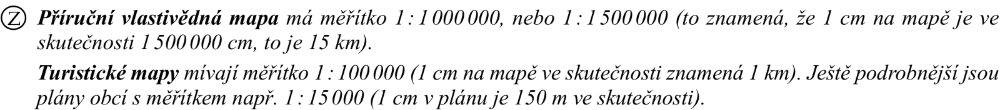 Ⓩ Příruční vlastivědná mapa má měřítko 1 : 1 000 000, nebo 1 : 1 500 000 (to znamená, že 1 cm na mapě je ve
skutečnosti 1 500 000 cm, to je 15 km).
Turistické mapy mívají měřítko 1 : 100 000 (1 cm na mapě ve skutečnosti znamená 1 km). Ještě podrobnější jsou
plány obcí s měřítkem např. 1 : 15 000 (1 cm v plánu je 150 m ve skutečnosti).